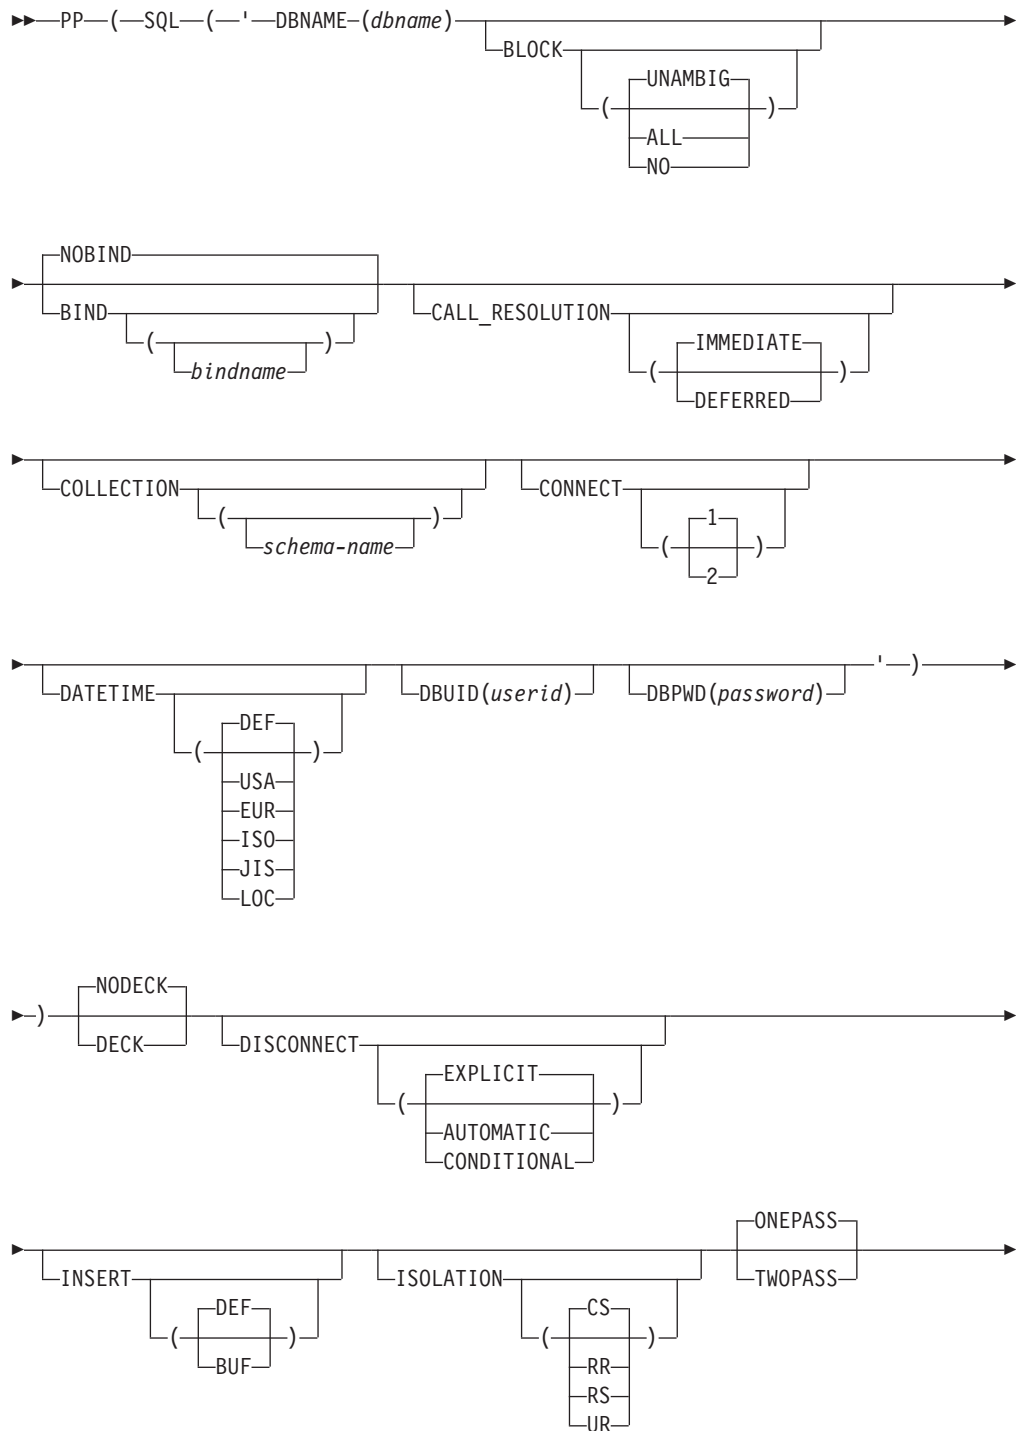 PP ( SQL ( ' DBNAME (dbname)
BLOCK
UNAMBIG
( )
ALL
NO
NOBIND
BIND
( )
bindname
CALL_RESOLUTION
IMMEDIATE
( )
DEFERRED
COLLECTION
( )
schema-name
CONNECT
1
( )
2
DATETIME
DEF
( )
USA
EUR
ISO
JIS
LOC
DBUID(userid)
DBPWD(password)
' )
)
NODECK
DECK
DISCONNECT
EXPLICIT
( )
AUTOMATIC
CONDITIONAL
INSERT
DEF
( )
BUF
ISOLATION
CS
( )
RR
RS
UR
ONEPASS
TWOPASS